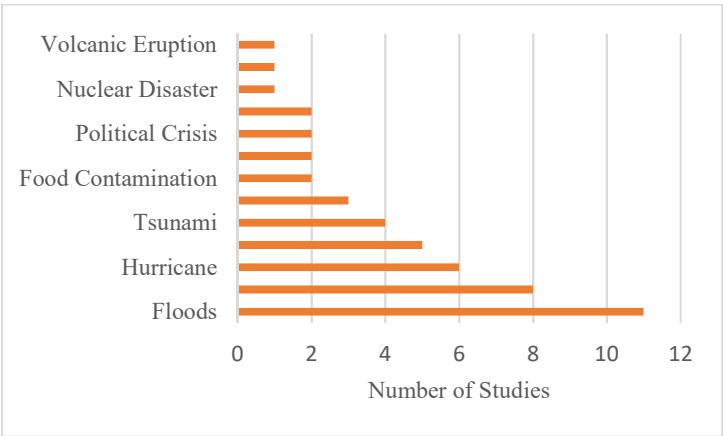 Volcanic Eruption
Nuclear Disaster
Political Crisis
Food Contamination
Tsunami
Hurricane
Floods
0 2 4 6 8 10 12
Number of Studies